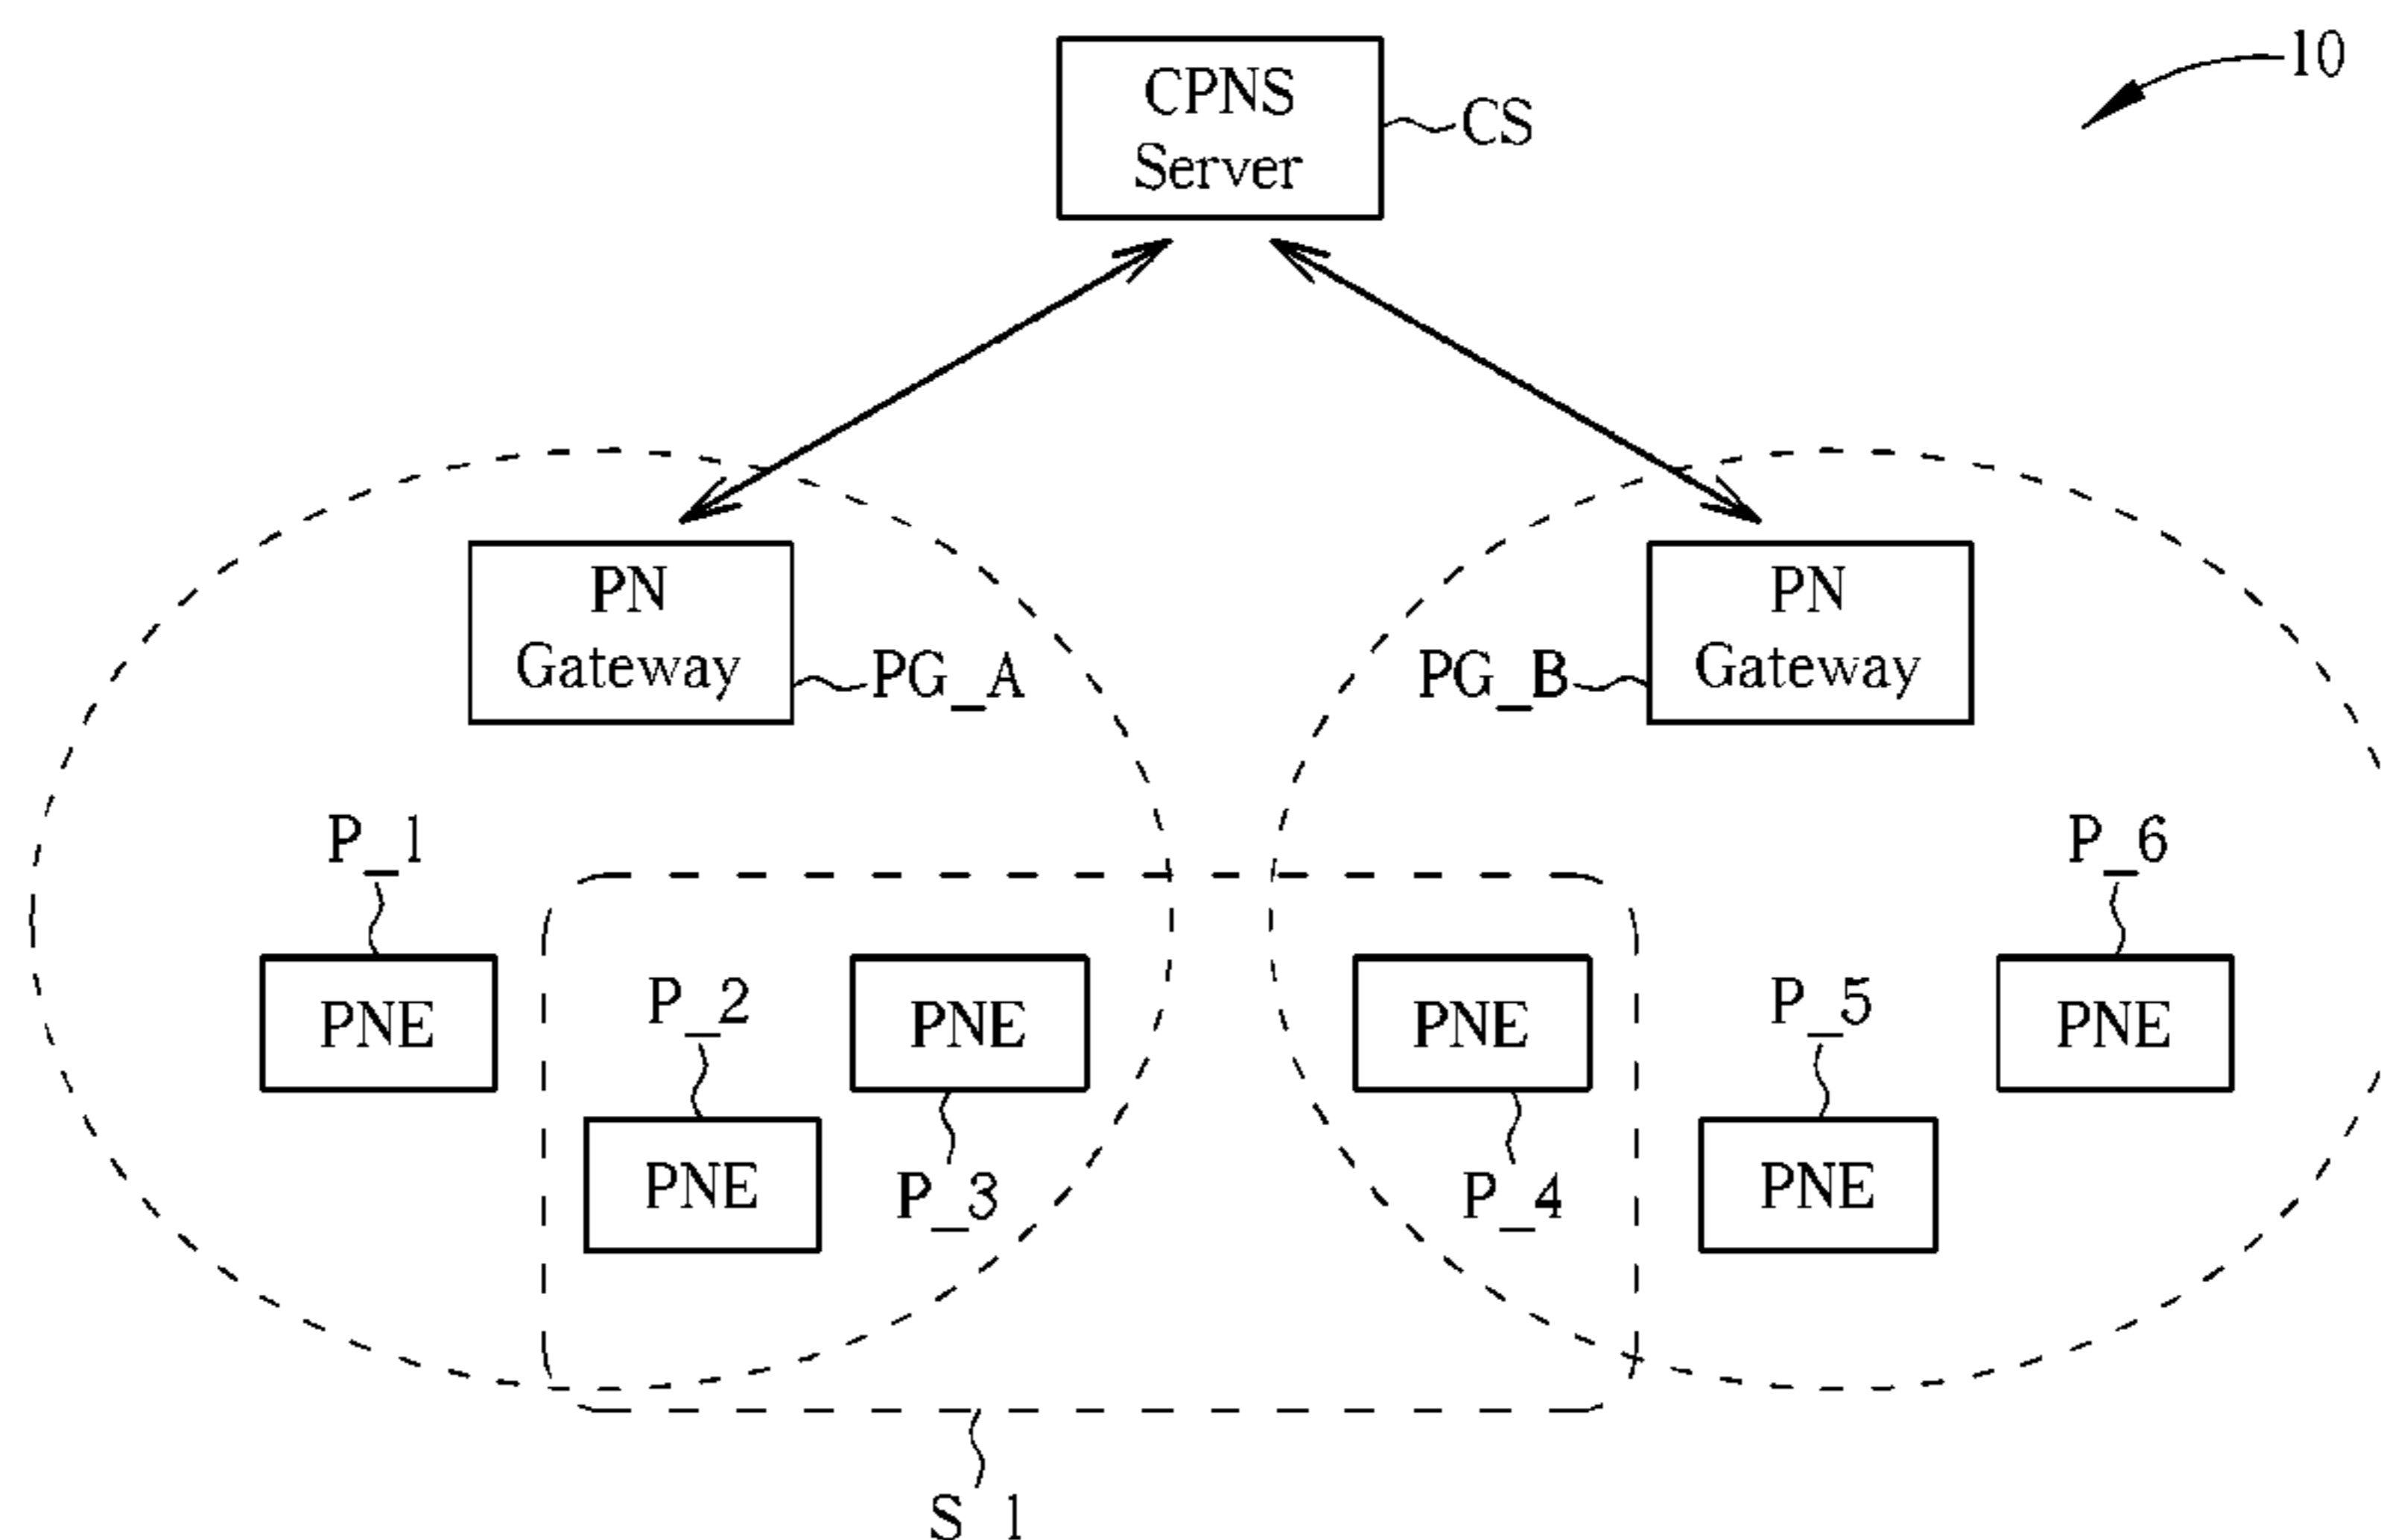 10
CPNS
Server
CS
PN
Gateway
PG_A
PG_B
PN
Gateway
P_1
P_6
PNE
P_2
PNE
PNE
P_5
PNE
PNE
P_3
P_4
PNE
S_1